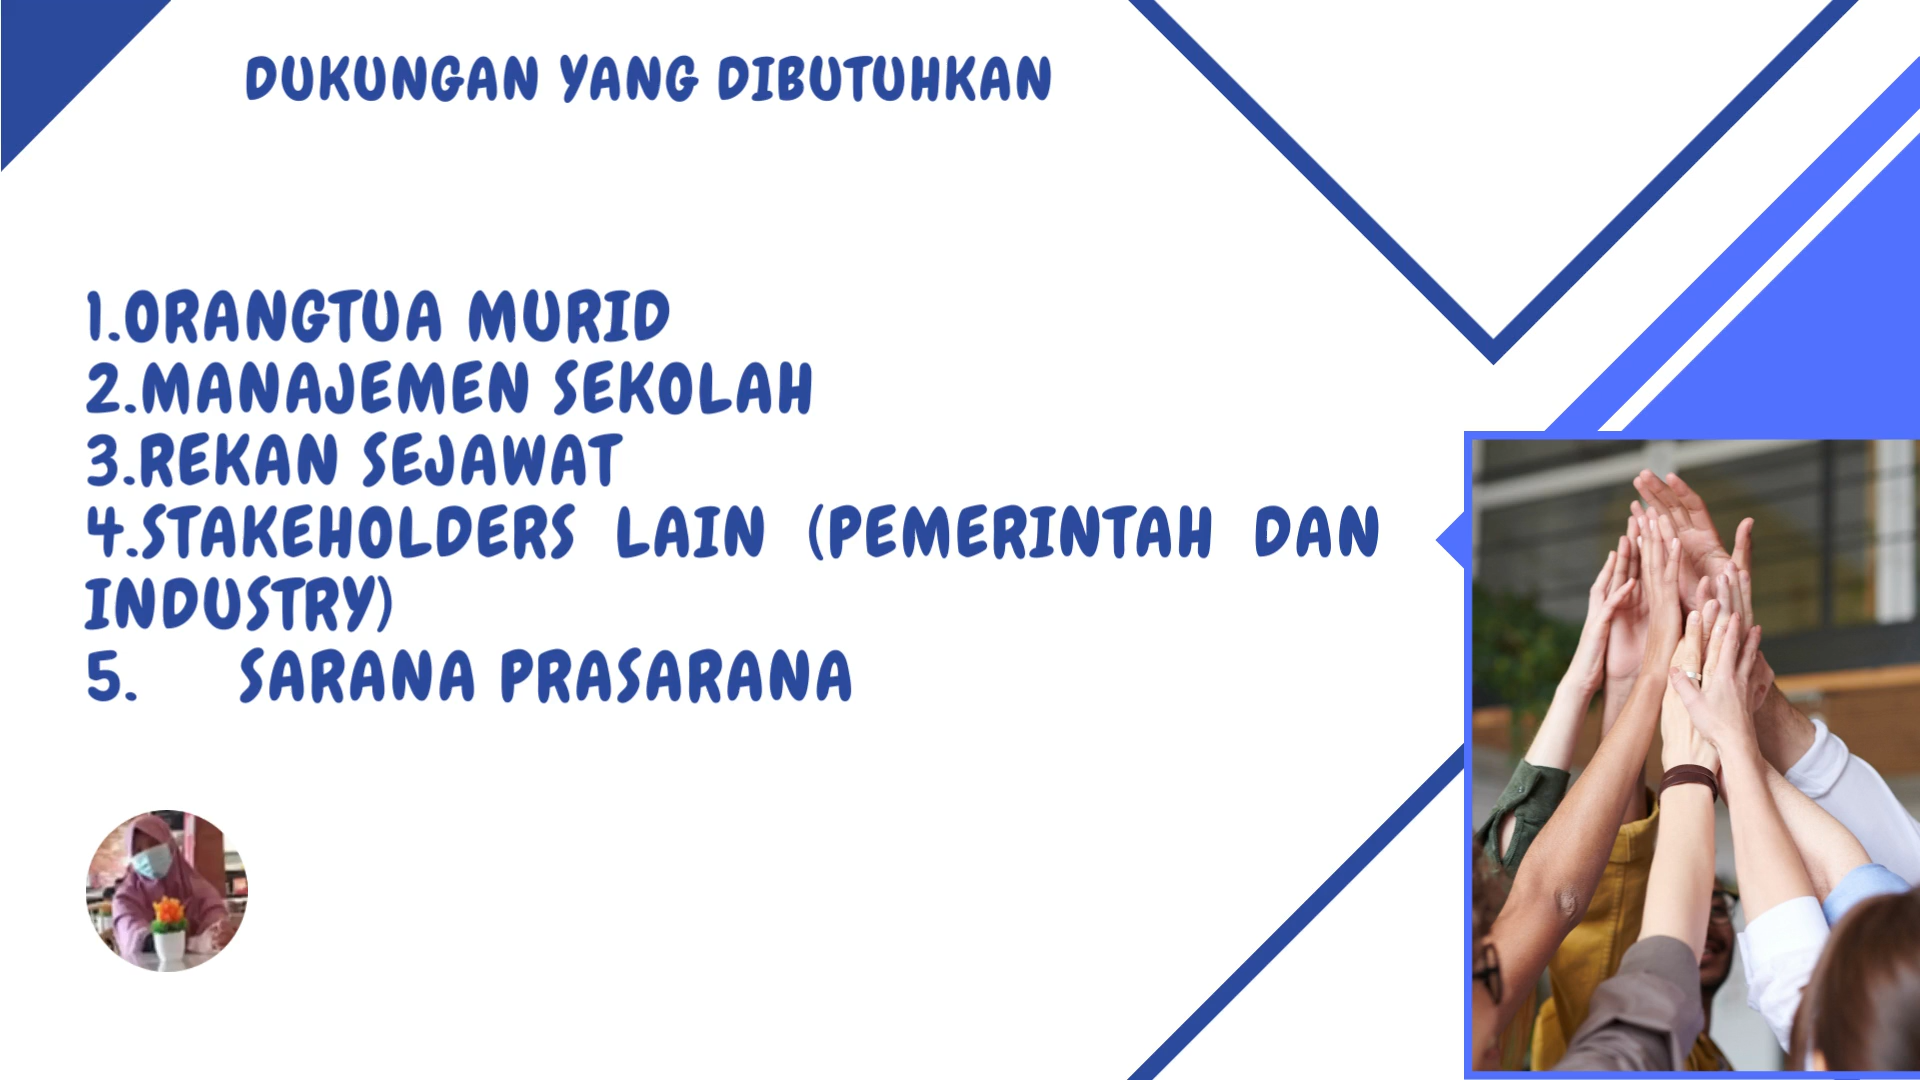 DUKUNGAN YANG DIBUTUHKAN
1.ORANGTUA MURID
2.MANAJEMEN SEKOLAH
3.REKAN SEJAWAT
4.STAKEHOLDERS LAIN (PEMERINTAH DAN
INDUSTRY)
5. SARANA PRASARANA